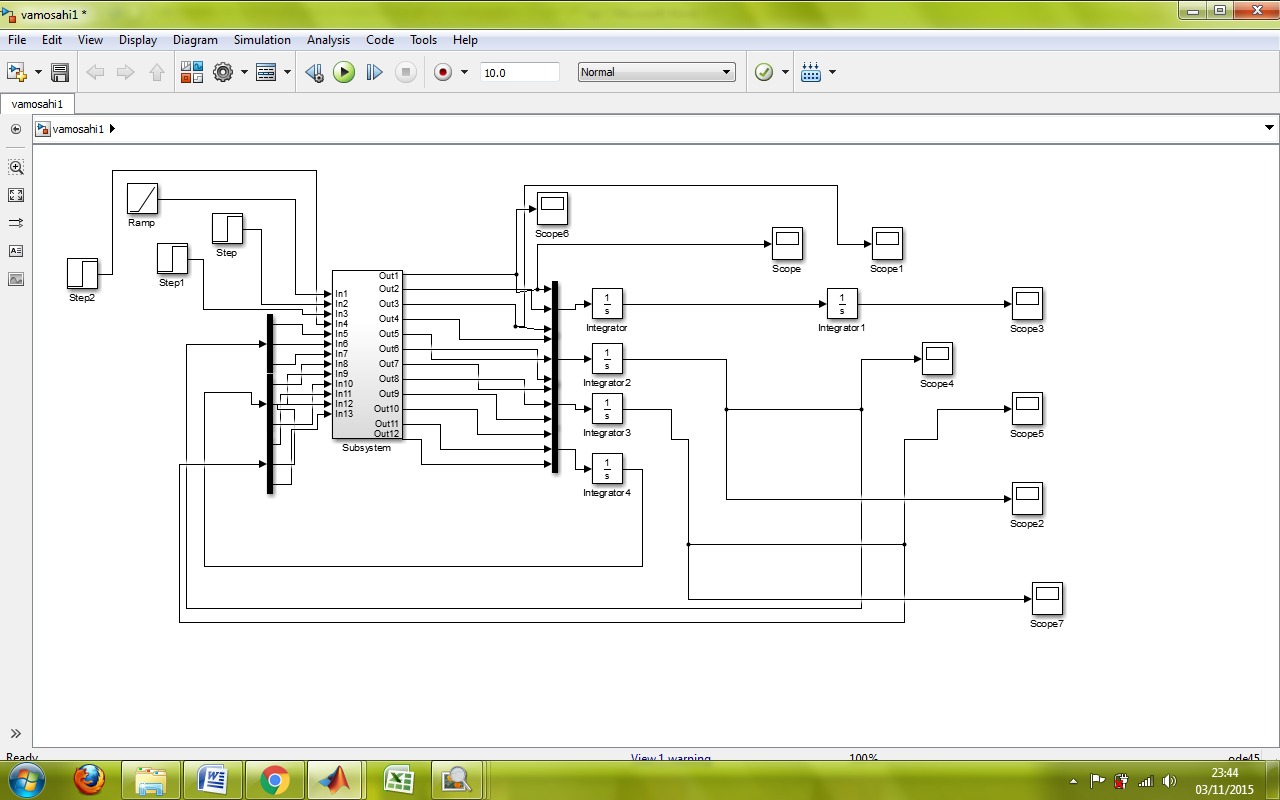 vamosahi1 *
File Edit View Display Diagram Simulation Analysis Code Tools Help
10.0 Normal
vamosahi1
vamosahi1
Ramp
Step
Step1
Step2
Scope6
Scope
Scope1
In1
In2
In3
In4
In5
In6
In7
In8
In9
In10
In11
In12
In13
Out1
Out2
Out3
Out4
Out5
Out6
Out7
Out8
Out9
Out10
Out11
Out12
Subsystem
1
s
Integrator
1
s
Integrator1
Scope3
1
s
Integrator2
Scope4
1
s
Integrator3
Scope5
1
s
Integrator4
Scope2
Scope7
Ready View 1 warning 100% ode45
23:44
03/11/2015